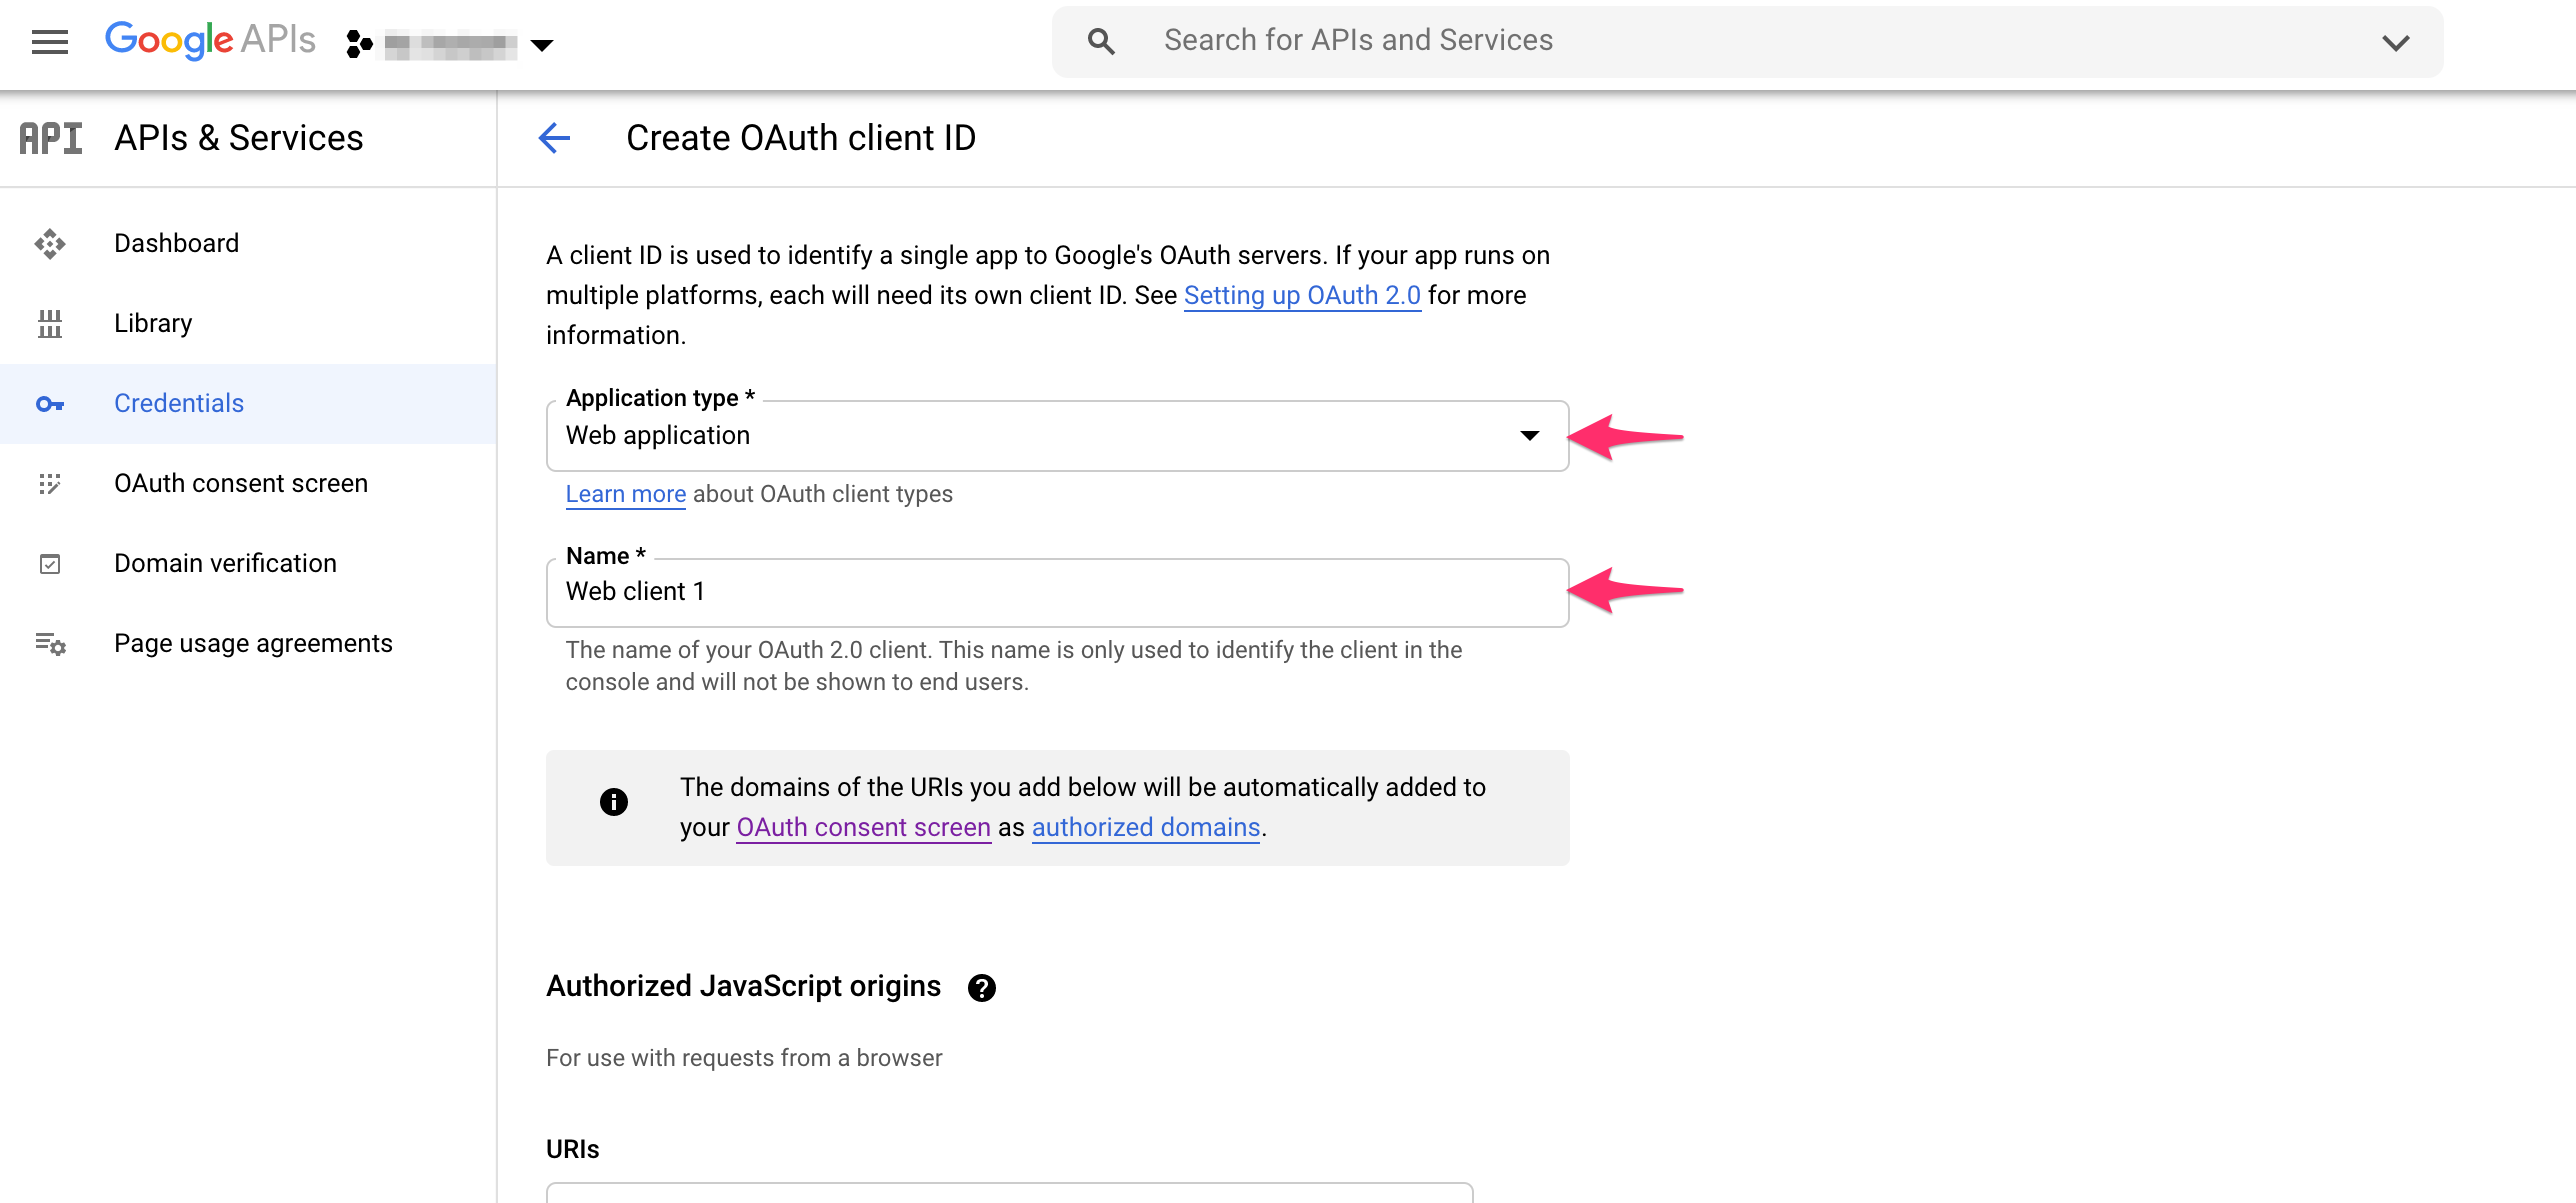 Google APIs
Search for APIs and Services
API APIs & Services
Create OAuth client ID
Dashboard
Library
Credentials
OAuth consent screen
Domain verification
Page usage agreements
A client ID is used to identify a single app to Google's OAuth servers. If your app runs on
multiple platforms, each will need its own client ID. See Setting up OAuth 2.0 for more
information.
Application type *
Web application
Learn more about OAuth client types
Name *
Web client 1
The name of your OAuth 2.0 client. This name is only used to identify the client in the
console and will not be shown to end users.
The domains of the URIs you add below will be automatically added to
your OAuth consent screen as authorized domains.
Authorized JavaScript origins
For use with requests from a browser
URIs